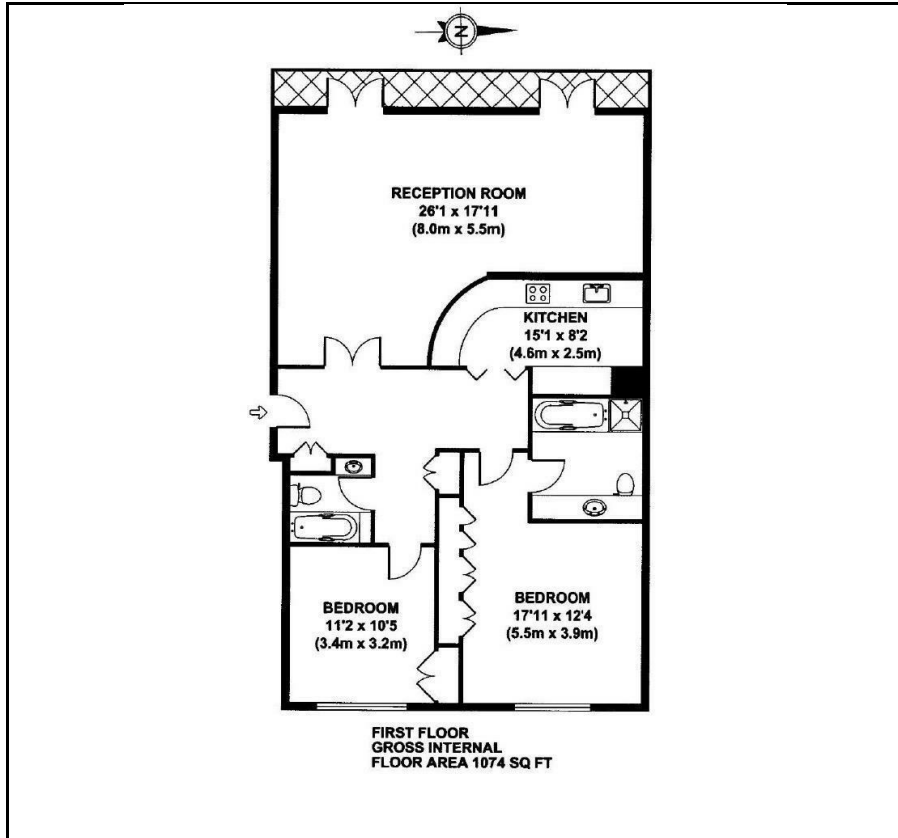 N
RECEPTION ROOM
26'1 x 17'11
(8.0m x 5.5m)
KITCHEN
15'1 x 8'2
(4.6m x 2.5m)
BEDROOM
11'2 x 10'5
(3.4m x 3.2m)
BEDROOM
17'11 x 12'4
(5.5m x 3.9m)
FIRST FLOOR
GROSS INTERNAL
FLOOR AREA 1074 SQ FT